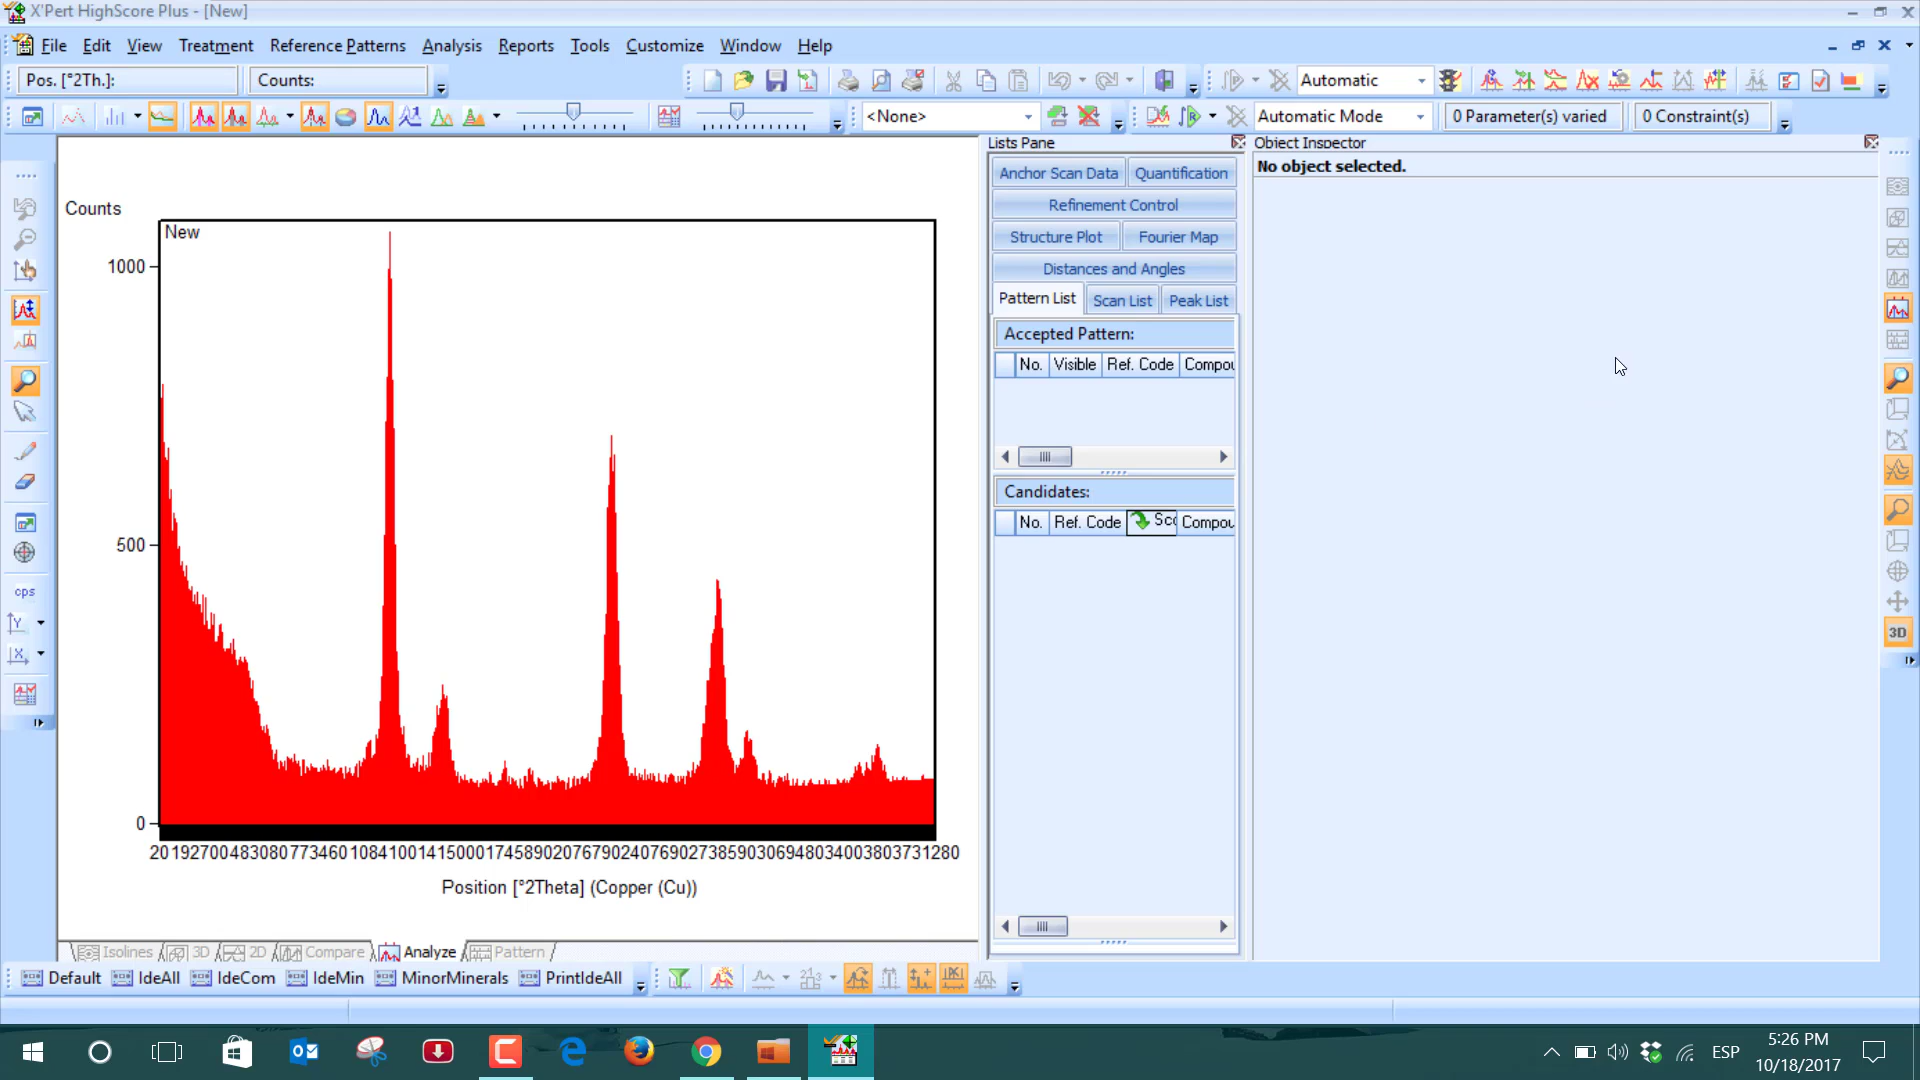 X'Pert HighScore Plus - [New]
File Edit View Treatment Reference Patterns Analysis Reports Tools Customize Window Help
Pos. [°2Th.]: Counts: Automatic
<None> Automatic Mode 0 Parameter(s) varied 0 Constraint(s)
Lists Pane Object Inspector
Anchor Scan Data Quantification No object selected.
Refinement Control
Structure Plot Fourier Map
Distances and Angles
Pattern List Scan List Peak List
Accepted Pattern:
No. Visible Ref. Code Compou
Candidates:
No. Ref. Code Sco Compou
Counts
New
1000
500
0
20192700483080773460108410014150001745890207679024076902738590306948034003803731280
Position [°2Theta] (Copper (Cu))
cps
Y
X
3D
Isolines 3D 2D Compare Analyze Pattern
Default IdeAll IdeCom IdeMin MinorMinerals PrintIdeAll
ESP
5:26 PM
10/18/2017